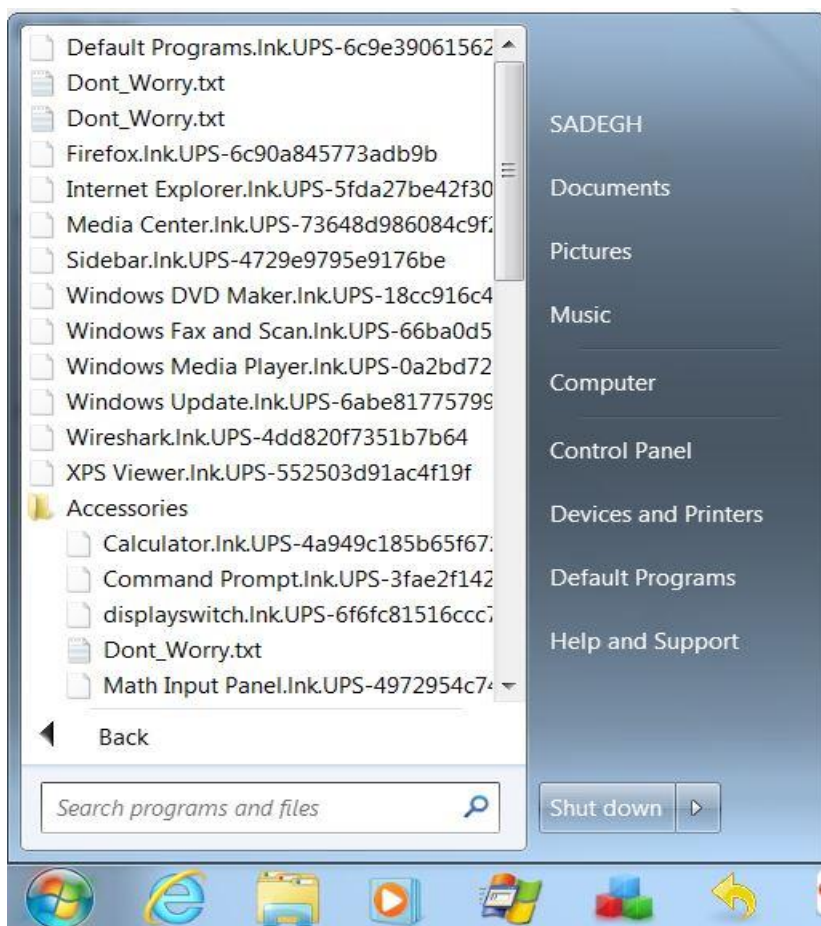 Default Programs.lnk.UPS-6c9e39061562
Dont_Worry.txt
Dont_Worry.txt
Firefox.lnk.UPS-6c90a845773adb9b
Internet Explorer.lnk.UPS-5fda27be42f30
Media Center.lnk.UPS-73648d986084c9f2
Sidebar.lnk.UPS-4729e9795e9176be
Windows DVD Maker.lnk.UPS-18cc916c4
Windows Fax and Scan.lnk.UPS-66ba0d5
Windows Media Player.lnk.UPS-0a2bd72
Windows Update.lnk.UPS-6abe81775799
Wireshark.lnk.UPS-4dd820f7351b7b64
XPS Viewer.lnk.UPS-552503d91ac4f19f
Accessories
Calculator.lnk.UPS-4a949c185b65f67
Command Prompt.lnk.UPS-3fae2f142
displayswitch.lnk.UPS-6f6fc81516ccc7
Dont_Worry.txt
Math Input Panel.lnk.UPS-4972954c74
Back
Search programs and files
SADEGH
Documents
Pictures
Music
Computer
Control Panel
Devices and Printers
Default Programs
Help and Support
Shut down